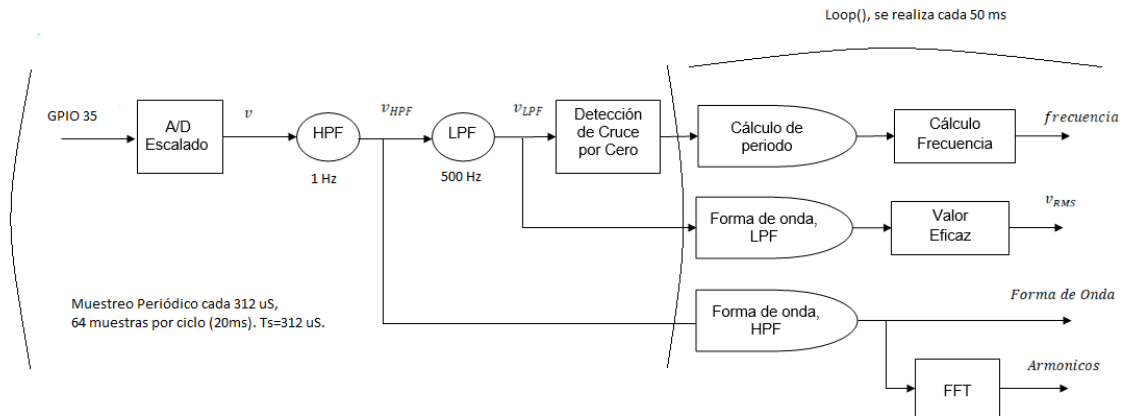 Loop(), se realiza cada 50 ms
GPIO 35
A/D
Escalado
v
HPF
1 Hz
v_HPF
LPF
500 Hz
v_LPF
Detección
de Cruce
por Cero
Cálculo de
periodo
Cálculo
Frecuencia
frecuencia
Forma de onda,
LPF
Valor
Eficaz
v_RMS
Muestreo Periódico cada 312 uS,
64 muestras por ciclo (20ms). Ts=312 uS.
Forma de onda,
HPF
Forma de Onda
FFT
Armonicos